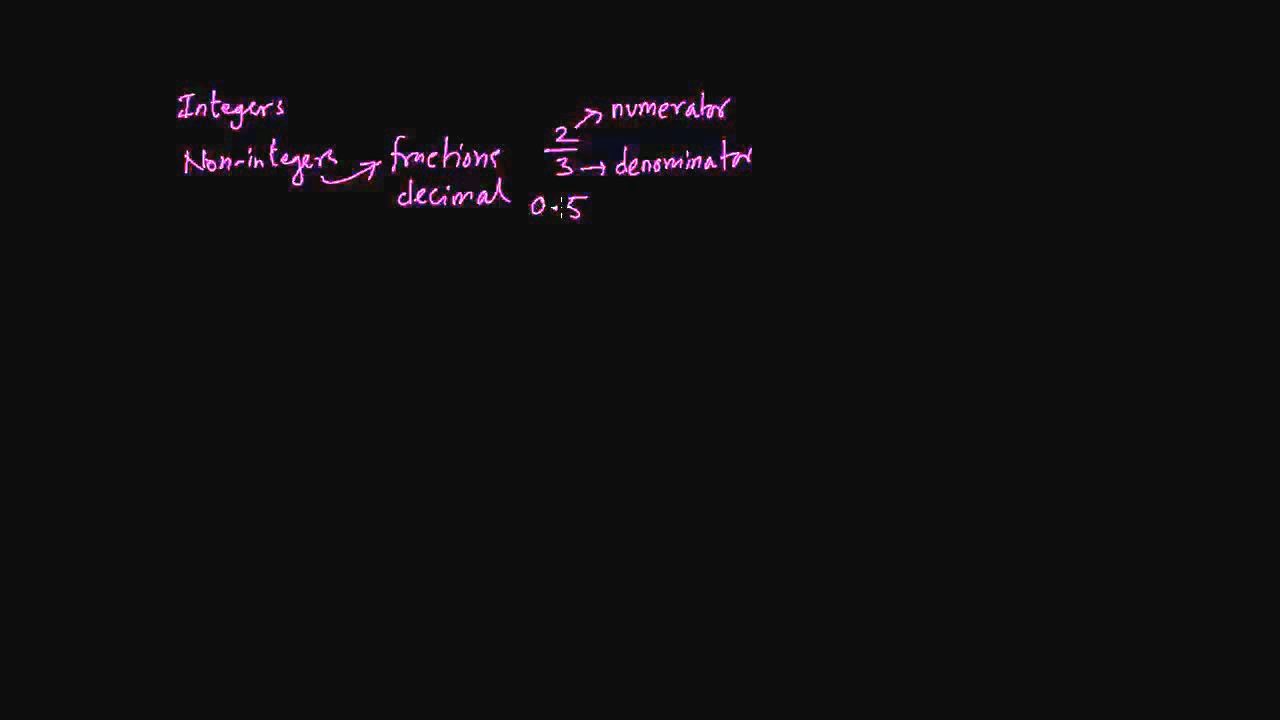 Integers
Non-integers → fractions 2/3 → numerator → denominator
decimal 0.5